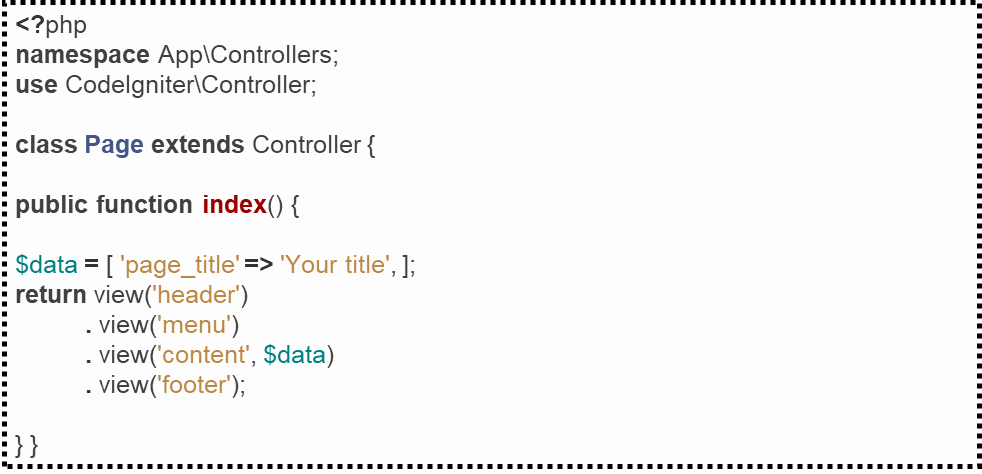 <?php
namespace App\Controllers;
use CodeIgniter\Controller;
class Page extends Controller {
public function index() {
$data = [ 'page_title' => 'Your title', ];
return view('header')
. view('menu')
. view('content', $data)
. view('footer');
} }